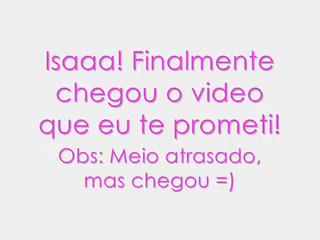 Isaaa! Finalmente
chegou o video
que eu te prometi!
Obs: Meio atrasado,
mas chegou =)